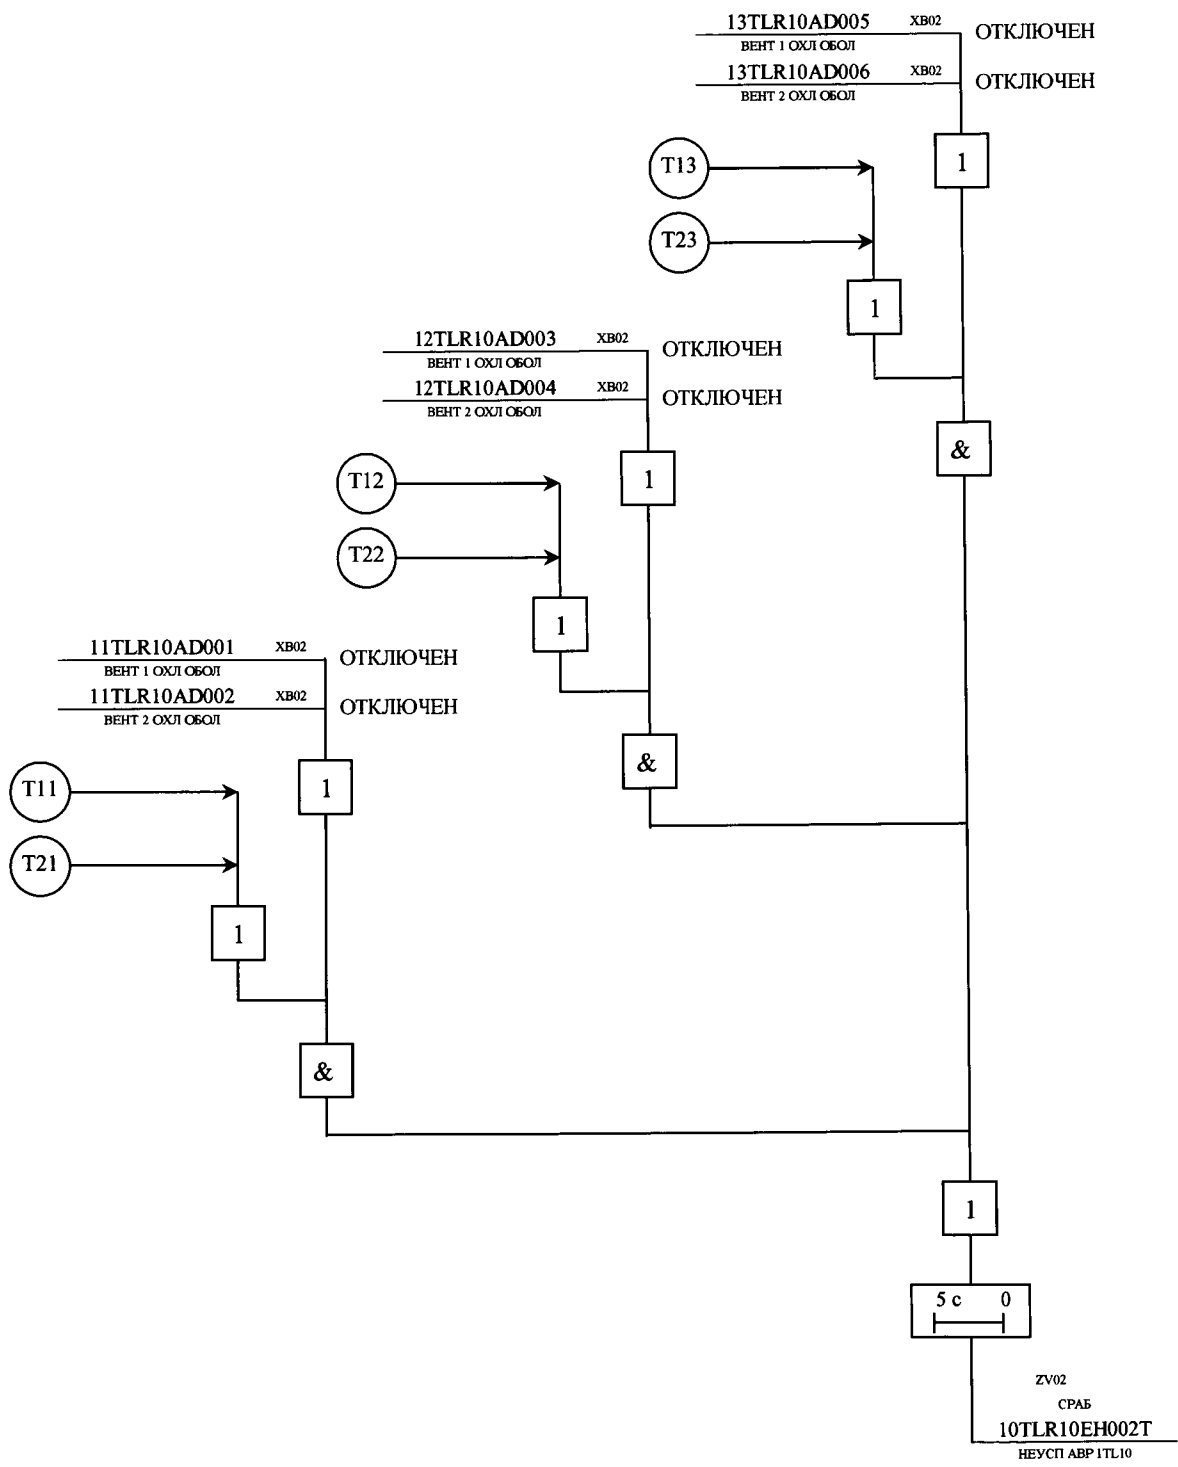 13TLR10AD005 XB02 ОТКЛЮЧЕН
ВЕНТ 1 ОХЛ ОБОЛ
13TLR10AD006 XB02 ОТКЛЮЧЕН
ВЕНТ 2 ОХЛ ОБОЛ
1
T13
T23
1
12TLR10AD003 XB02 ОТКЛЮЧЕН
ВЕНТ 1 ОХЛ ОБОЛ
12TLR10AD004 XB02 ОТКЛЮЧЕН
ВЕНТ 2 ОХЛ ОБОЛ
&
1
T12
T22
1
11TLR10AD001 XB02 ОТКЛЮЧЕН
ВЕНТ 1 ОХЛ ОБОЛ
11TLR10AD002 XB02 ОТКЛЮЧЕН
ВЕНТ 2 ОХЛ ОБОЛ
&
1
T11
T21
1
&
1
5 с 0
ZV02
СРАБ
10TLR10EH002T
НЕУСП АВР 1TL10